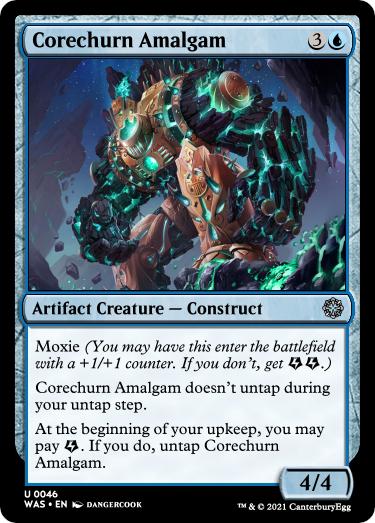 Corechurn Amalgam 3
Artifact Creature — Construct
Moxie (You may have this enter the battlefield
with a +1/+1 counter. If you don't, get .)
Corechurn Amalgam doesn't untap during
your untap step.
At the beginning of your upkeep, you may
pay . If you do, untap Corechurn
Amalgam.
4/4
U 0046
WAS • EN DANGERCOOK
™ & © 2021 CanterburyEgg